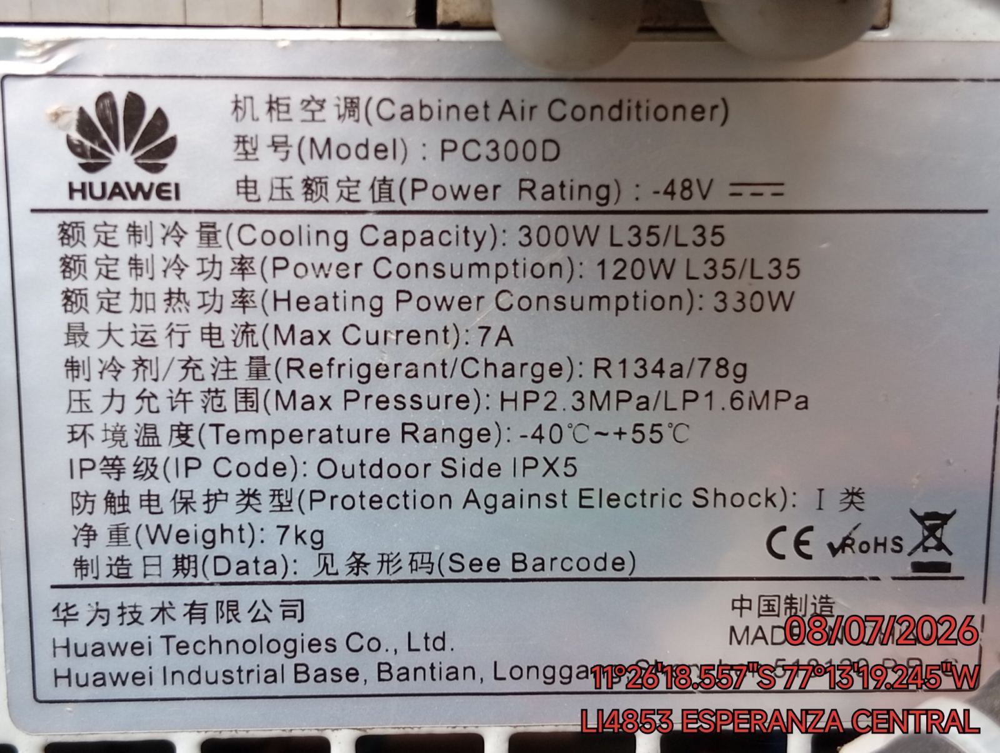 HUAWEI
机柜空调(Cabinet Air Conditioner)
型号(Model) : PC300D
电压额定值(Power Rating) : -48V
额定制冷量(Cooling Capacity): 300W L35/L35
额定制冷功率(Power Consumption): 120W L35/L35
额定加热功率(Heating Power Consumption): 330W
最大运行电流(Max Current): 7A
制冷剂/充注量(Refrigerant/Charge): R134a/78g
压力允许范围(Max Pressure): HP2.3MPa/LP1.6MPa
环境温度(Temperature Range): -40℃~+55℃
IP等级(IP Code): Outdoor Side IPX5
防触电保护类型(Protection Against Electric Shock): I 类
净重(Weight): 7kg
CE RoHS
制造日期(Data): 见条形码(See Barcode)
华为技术有限公司
中国制造
Huawei Technologies Co., Ltd.
MADE IN CHINA
08/07/2026
Huawei Industrial Base, Bantian, Longgang,
11°26'18.557"S 77°13'19.245"W
LI4853 ESPERANZA CENTRAL